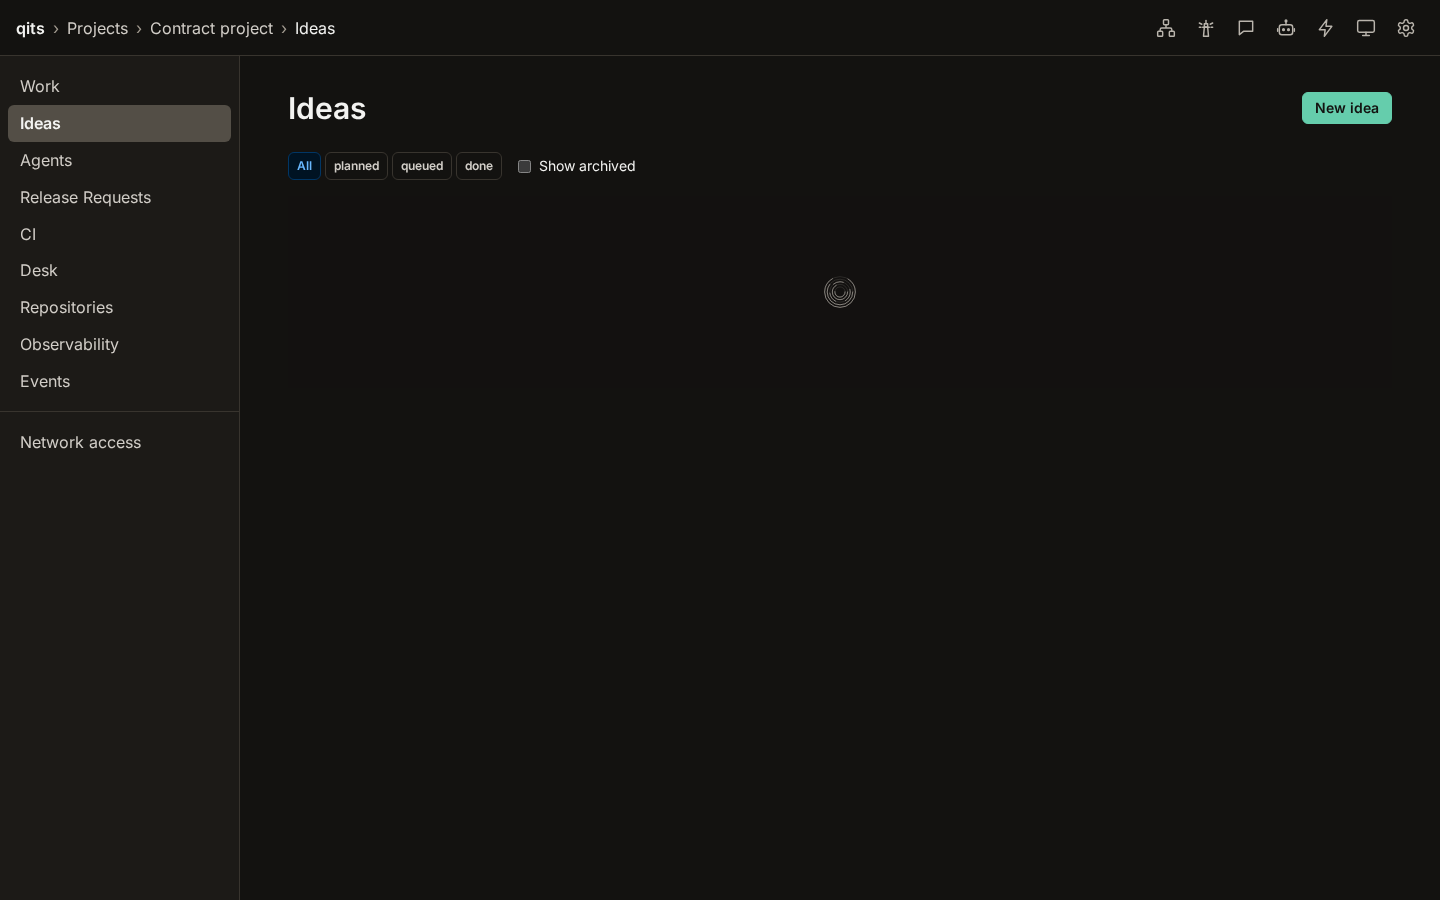 qits › Projects › Contract project › Ideas
Work
Ideas
Agents
Release Requests
CI
Desk
Repositories
Observability
Events
Network access
Ideas
New idea
All planned queued done Show archived